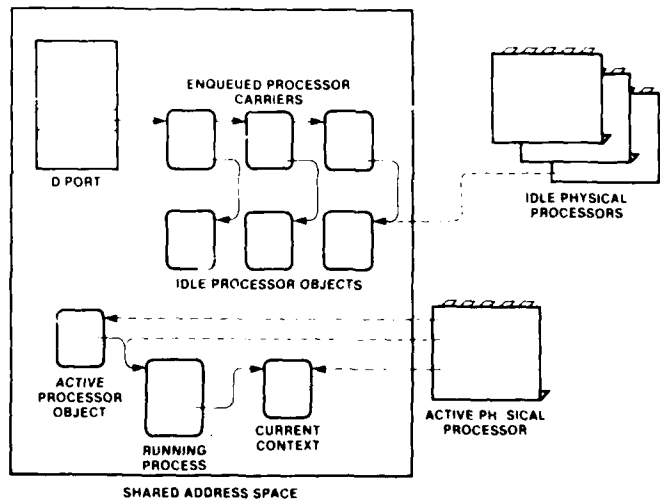 ENQUEUED PROCESSOR
CARRIERS
D PORT
IDLE PHYSICAL
PROCESSORS
IDLE PROCESSOR OBJECTS
ACTIVE
PROCESSOR
OBJECT
RUNNING
PROCESS
CURRENT
CONTEXT
ACTIVE PH SICAL
PROCESSOR
SHARED ADDRESS SPACE